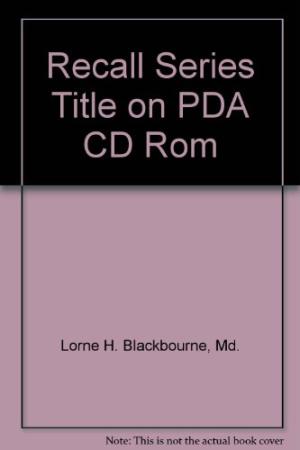 Recall Series
Title on PDA
CD Rom
Lorne H. Blackbourne, Md.
Note: This is not the actual book cover